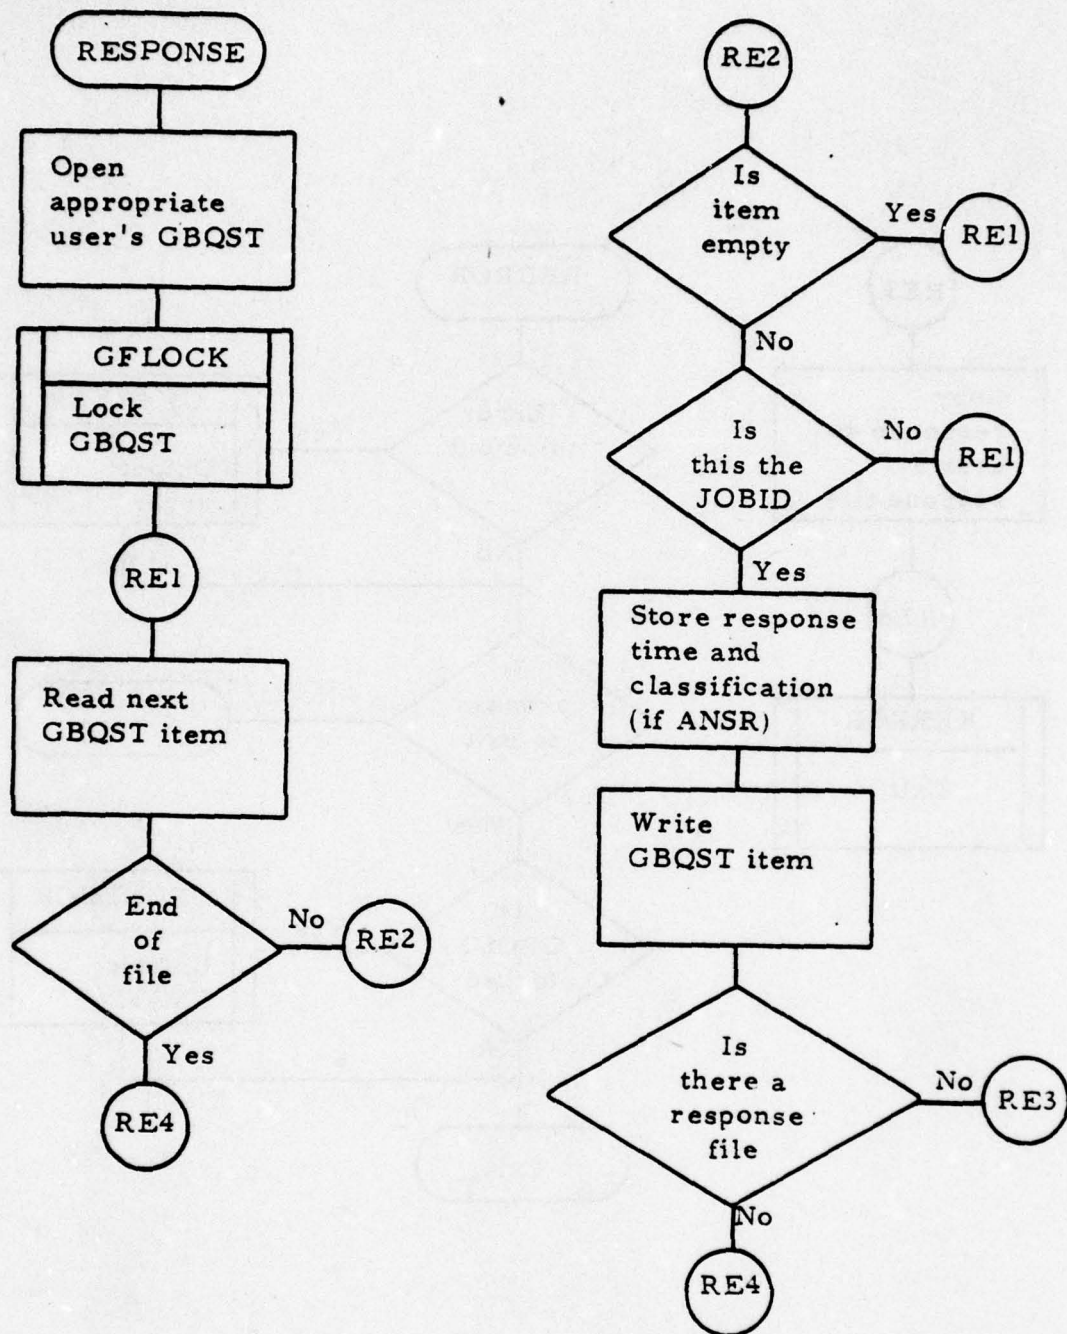 RESPONSE
Open
appropriate
user's GBQST
GFLOCK
Lock
GBQST
RE1
Read next
GBQST item
End
of
file
No
RE2
Yes
RE4
RE2
Is
item
empty
Yes
RE1
No
Is
this the
JOBID
No
RE1
Yes
Store response
time and
classification
(if ANSR)
Write
GBQST item
Is
there a
response
file
No
RE3
No
RE4